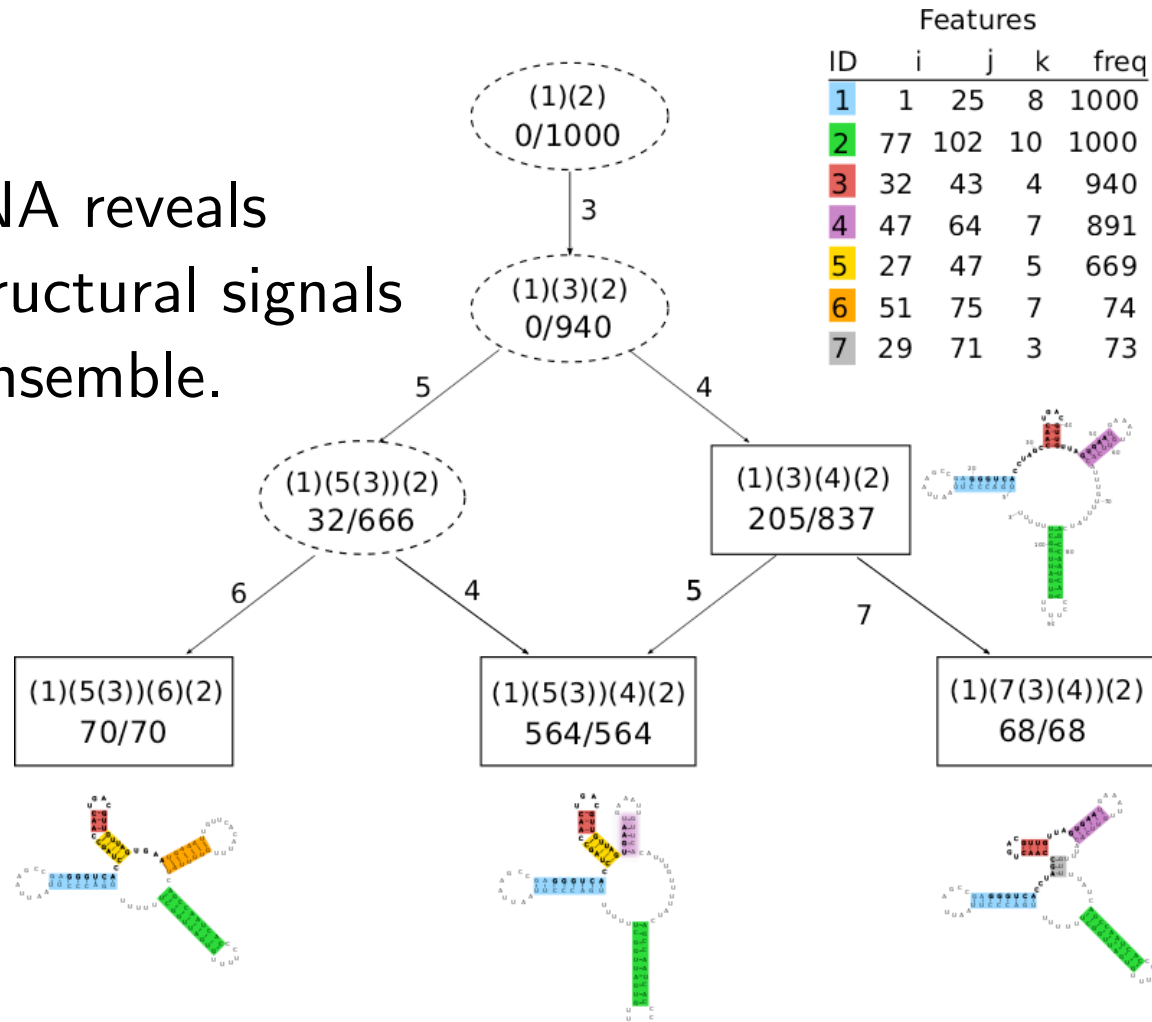 Features
ID i j k freq
1 1 25 8 1000
2 77 102 10 1000
3 32 43 4 940
4 47 64 7 891
5 27 47 5 669
6 51 75 7 74
7 29 71 3 73
NA reveals
ructural signals
nsemble.
(1)(2)
0/1000
3
(1)(3)(2)
0/940
5
4
(1)(5(3))(2)
32/666
(1)(3)(4)(2)
205/837
6
4
5
7
(1)(5(3))(6)(2)
70/70
(1)(5(3))(4)(2)
564/564
(1)(7(3)(4))(2)
68/68